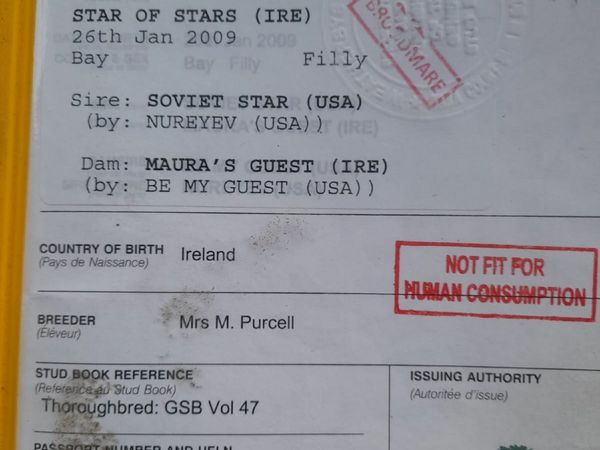 STAR OF STARS (IRE)
26th Jan 2009
Bay Filly
BROODMARE
Sire: SOVIET STAR (USA)
(by: NUREYEV (USA))
Dam: MAURA'S GUEST (IRE)
(by: BE MY GUEST (USA))
COUNTRY OF BIRTH Ireland
(Pays de Naissance)
NOT FIT FOR
HUMAN CONSUMPTION
BREEDER Mrs M. Purcell
(Éleveur)
STUD BOOK REFERENCE
(Reference au Stud Book)
Thoroughbred: GSB Vol 47
ISSUING AUTHORITY
(Autoritée d'issue)
PASSPORT NUMBER AND UELN